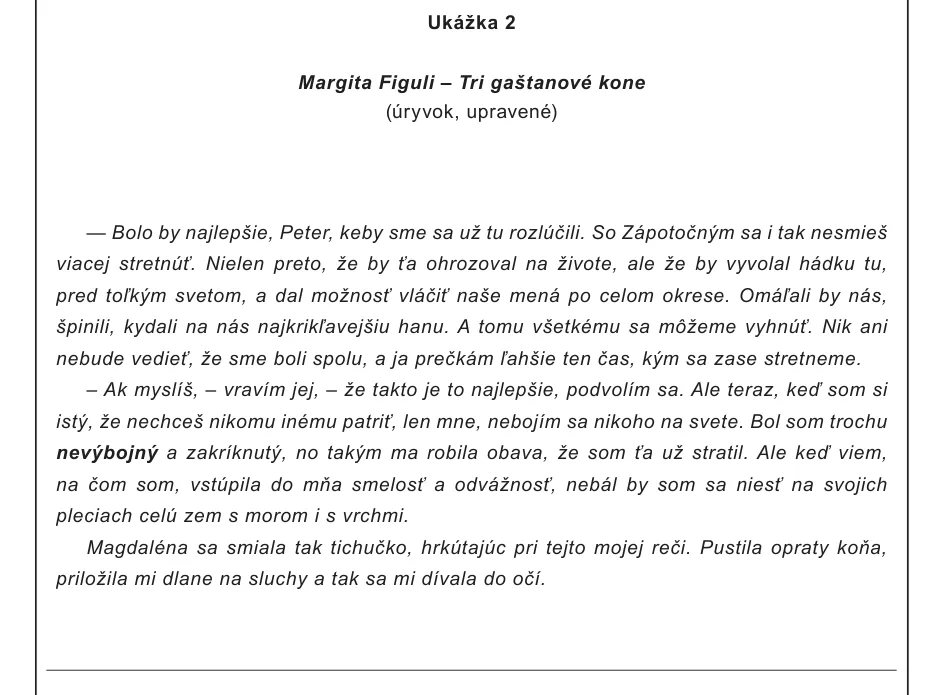 Ukážka 2
Margita Figuli – Tri gaštanové kone
(úryvok, upravené)
— Bolo by najlepšie, Peter, keby sme sa už tu rozlúčili. So Zápotočným sa i tak nesmieš
viacej stretnúť. Nielen preto, že by ťa ohrozoval na živote, ale že by vyvolal hádku tu,
pred toľkým svetom, a dal možnosť vláčiť naše mená po celom okrese. Omáľali by nás,
špinili, kydali na nás najkrikľavejšiu hanu. A tomu všetkému sa môžeme vyhnúť. Nik ani
nebude vedieť, že sme boli spolu, a ja prečkám ľahšie ten čas, kým sa zase stretneme.
– Ak myslíš, – vravím jej, – že takto je to najlepšie, podvolím sa. Ale teraz, keď som si
istý, že nechceš nikomu inému patriť, len mne, nebojím sa nikoho na svete. Bol som trochu
nevýbojný a zakríknutý, no takým ma robila obava, že som ťa už stratil. Ale keď viem,
na čom som, vstúpila do mňa smelosť a odvážnosť, nebál by som sa niesť na svojich
pleciach celú zem s morom i s vrchmi.
Magdaléna sa smiala tak tichučko, hrkútajúc pri tejto mojej reči. Pustila opraty koňa,
priložila mi dlane na sluchy a tak sa mi dívala do očí.